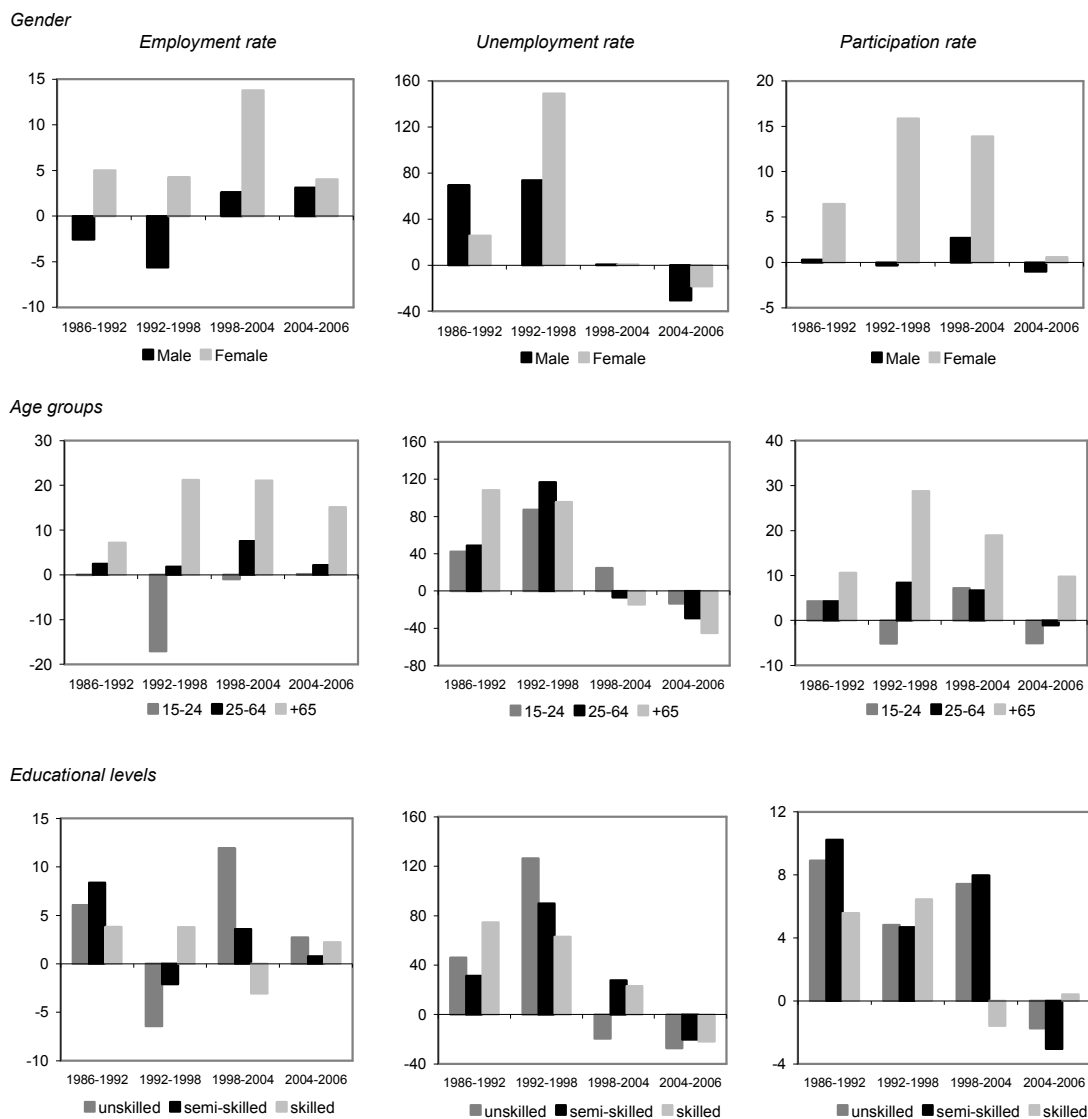 Gender
Employment rate Unemployment rate Participation rate
15
10
5
0
-5
-10
1986-1992 1992-1998 1998-2004 2004-2006
Male Female
160
120
80
40
0
-40
1986-1992 1992-1998 1998-2004 2004-2006
Male Female
20
15
10
5
0
-5
1986-1992 1992-1998 1998-2004 2004-2006
Male Female
Age groups
30
20
10
0
-10
-20
1986-1992 1992-1998 1998-2004 2004-2006
15-24 25-64 +65
160
120
80
40
0
-40
-80
1986-1992 1992-1998 1998-2004 2004-2006
15-24 25-64 +65
40
30
20
10
0
-10
1986-1992 1992-1998 1998-2004 2004-2006
15-24 25-64 +65
Educational levels
15
10
5
0
-5
-10
1986-1992 1992-1998 1998-2004 2004-2006
unskilled semi-skilled skilled
160
120
80
40
0
-40
1986-1992 1992-1998 1998-2004 2004-2006
unskilled semi-skilled skilled
12
8
4
0
-4
1986-1992 1992-1998 1998-2004 2004-2006
unskilled semi-skilled skilled